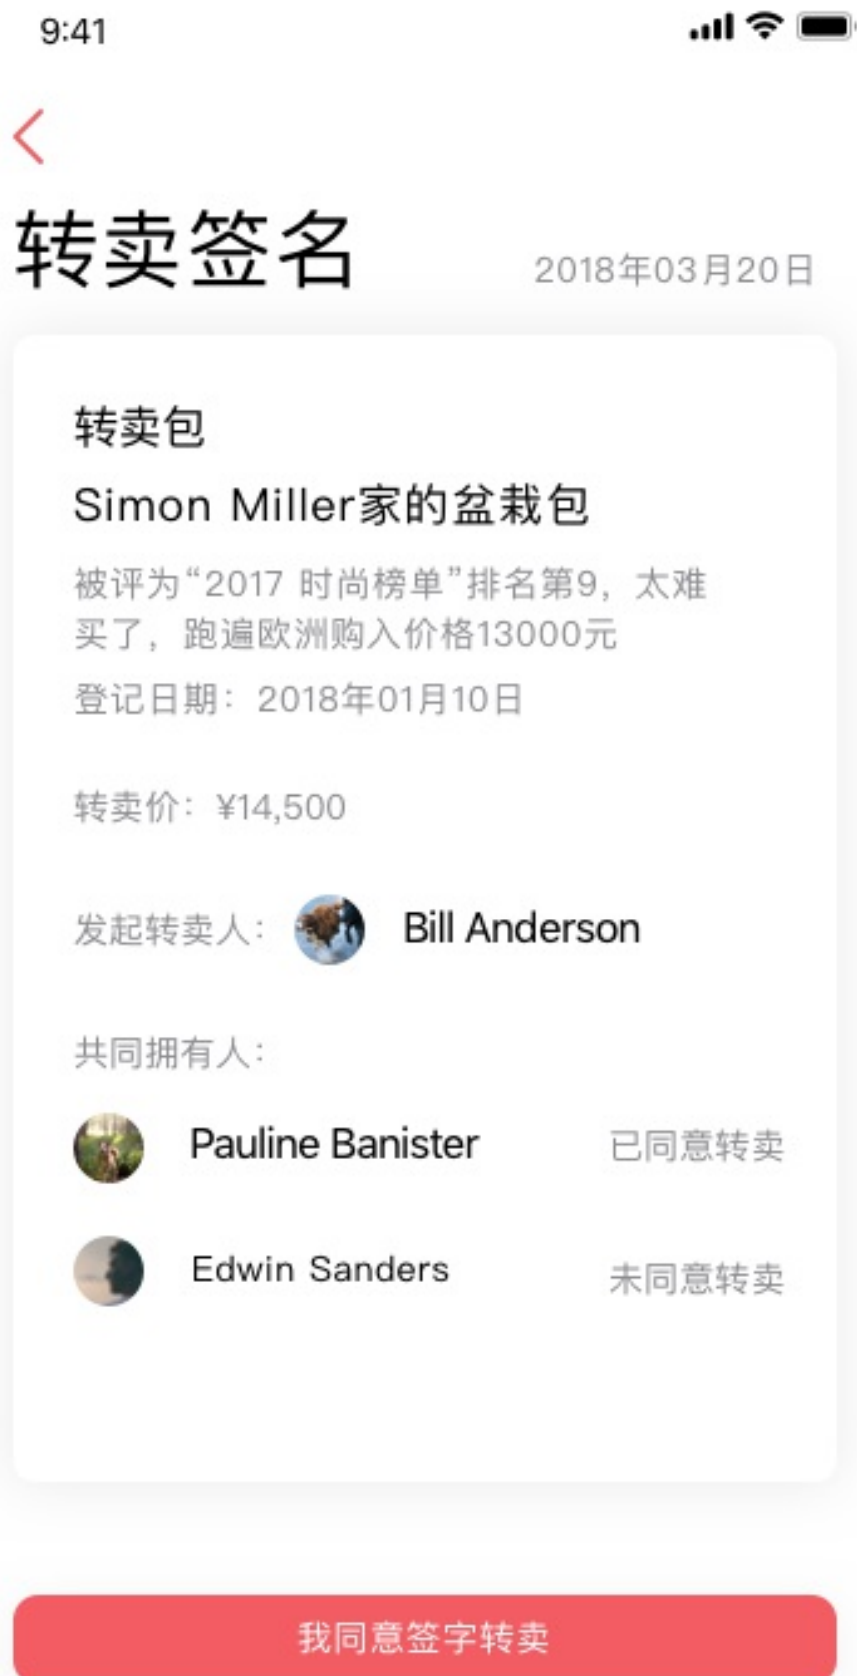 9:41
转卖签名
2018年03月20日
转卖包
Simon Miller家的盆栽包
被评为“2017 时尚榜单”排名第9，太难
买了，跑遍欧洲购入价格13000元
登记日期：2018年01月10日
转卖价：¥14,500
发起转卖人： Bill Anderson
共同拥有人：
Pauline Banister 已同意转卖
Edwin Sanders 未同意转卖
我同意签字转卖